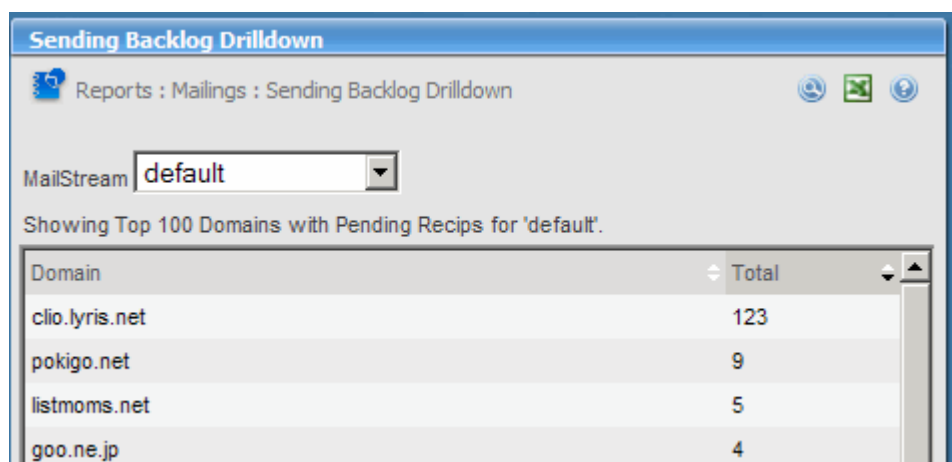 Sending Backlog Drilldown
Reports : Mailings : Sending Backlog Drilldown
MailStream default
Showing Top 100 Domains with Pending Recips for 'default'.
Domain Total
clio.lyris.net 123
pokigo.net 9
listmoms.net 5
goo.ne.jp 4